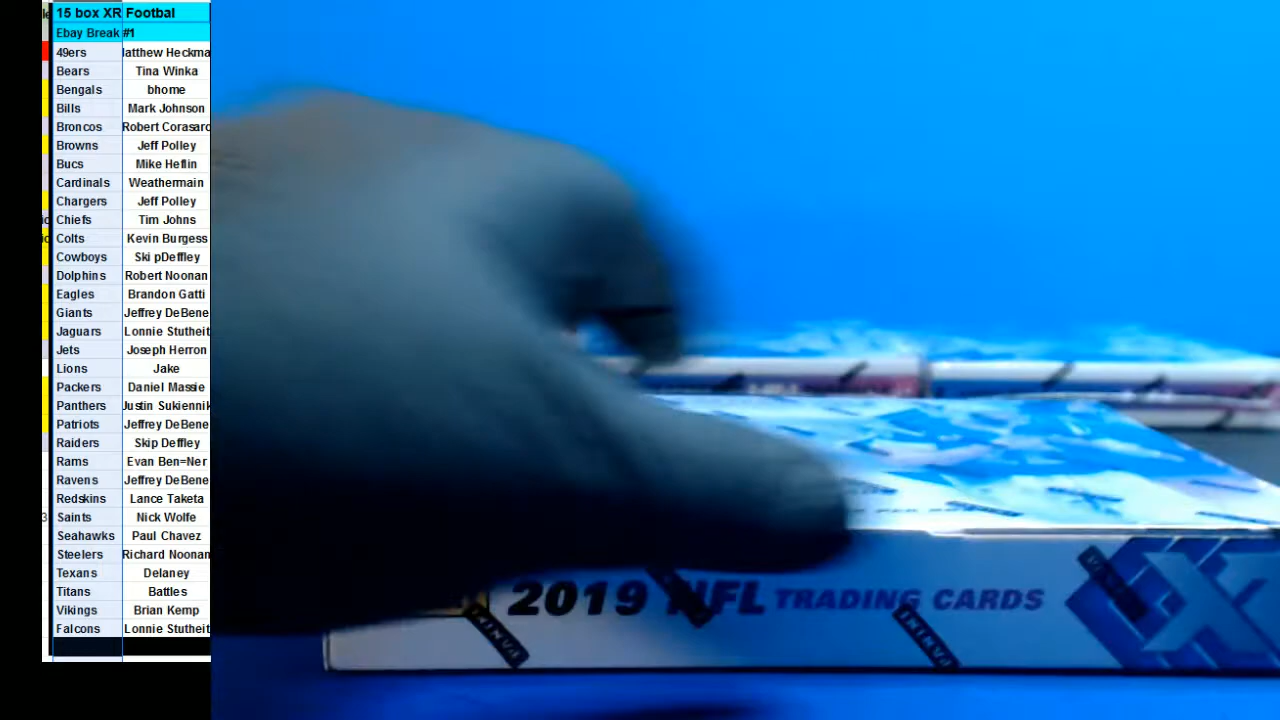 15 box XR Footbal
Ebay Break #1
49ers atthew Heckma
Bears Tina Winka
Bengals bhome
Bills Mark Johnson
Broncos Robert Corasaro
Browns Jeff Polley
Bucs Mike Heflin
Cardinals Weathermain
Chargers Jeff Polley
Chiefs Tim Johns
Colts Kevin Burgess
Cowboys Ski pDeffley
Dolphins Robert Noonan
Eagles Brandon Gatti
Giants Jeffrey DeBene
Jaguars Lonnie Stutheit
Jets Joseph Herron
Lions Jake
Packers Daniel Massie
Panthers Justin Sukiennik
Patriots Jeffrey DeBene
Raiders Skip Deffley
Rams Evan Ben=Ner
Ravens Jeffrey DeBene
Redskins Lance Taketa
Saints Nick Wolfe
Seahawks Paul Chavez
Steelers Richard Noonan
Texans Delaney
Titans Battles
Vikings Brian Kemp
Falcons Lonnie Stutheit
2019 NFL TRADING CARDS
PANINI
PANINI